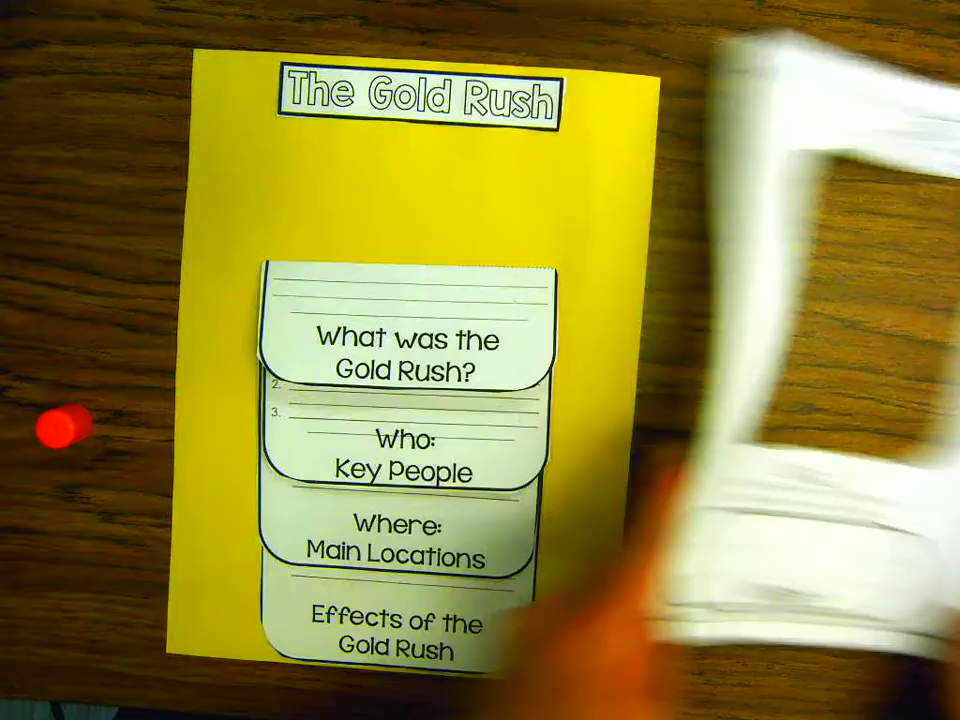 The Gold Rush
What was the
Gold Rush?
2.
3.
Who:
Key People
Where:
Main Locations
Effects of the
Gold Rush